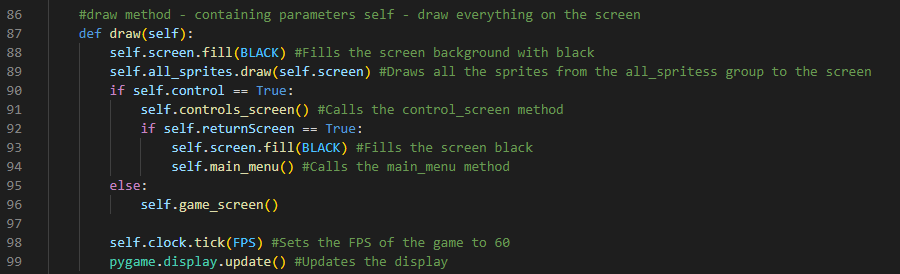 86 #draw method - containing parameters self - draw everything on the screen
87 def draw(self):
88 self.screen.fill(BLACK) #Fills the screen background with black
89 self.all_sprites.draw(self.screen) #Draws all the sprites from the all_spritess group to the screen
90 if self.control == True:
91 self.controls_screen() #Calls the control_screen method
92 if self.returnScreen == True:
93 self.screen.fill(BLACK) #Fills the screen black
94 self.main_menu() #Calls the main_menu method
95 else:
96 self.game_screen()
97
98 self.clock.tick(FPS) #Sets the FPS of the game to 60
99 pygame.display.update() #Updates the display